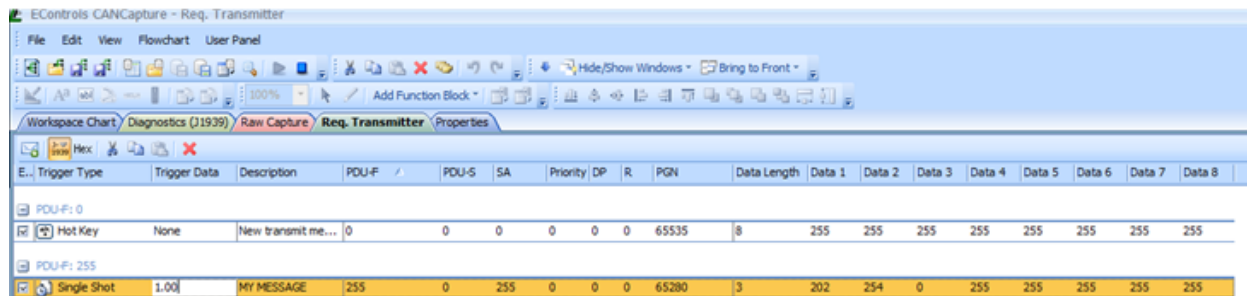 EControls CANCapture - Req. Transmitter
File Edit View Flowchart User Panel
Hide/Show Windows Bring to Front
100% Add Function Block
Workspace Chart Diagnostics (J1939) Raw Capture Req. Transmitter Properties
Hex
E.. Trigger Type Trigger Data Description PDU-F PDU-S SA Priority DP R PGN Data Length Data 1 Data 2 Data 3 Data 4 Data 5 Data 6 Data 7 Data 8
PDU-F: 0
Hot Key None New transmit me... 0 0 0 0 0 0 65535 8 255 255 255 255 255 255 255 255
PDU-F: 255
Single Shot 1.00 MY MESSAGE 255 0 255 0 0 0 65280 3 202 254 0 255 255 255 255 255